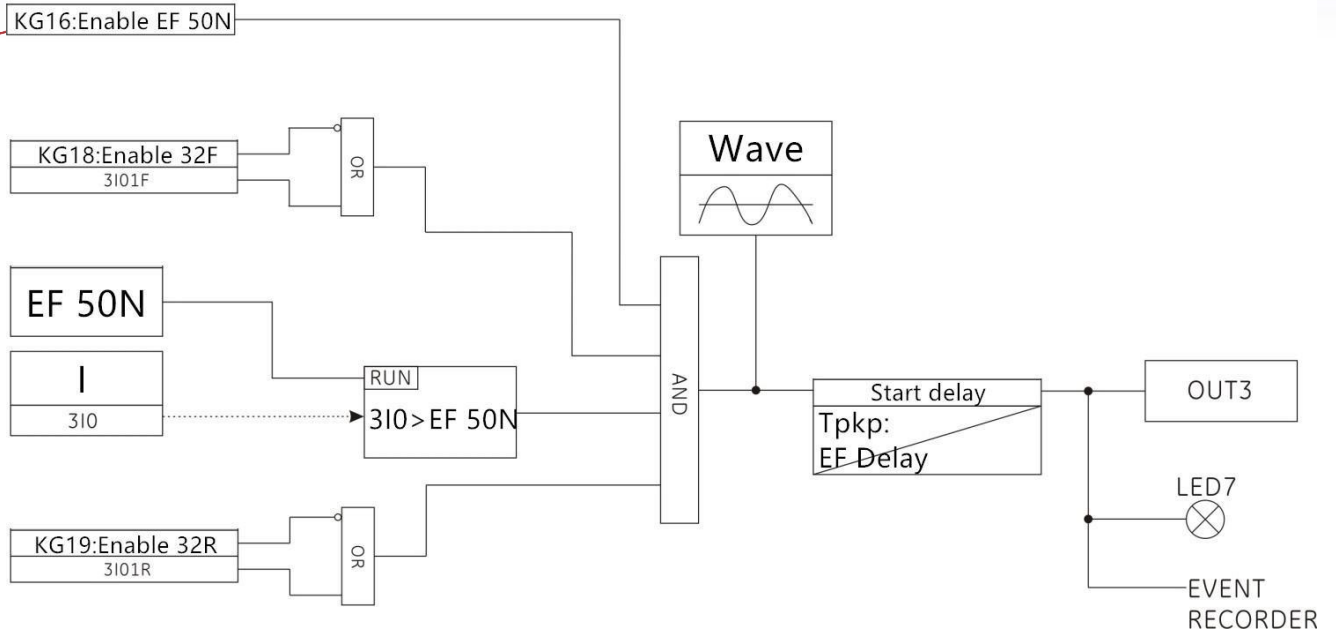 KG16:Enable EF 50N
KG18:Enable 32F
3I01F
OR
Wave
EF 50N
I
3I0
RUN
3I0>EF 50N
AND
Start delay
Tpkp:
EF Delay
OUT3
LED7
KG19:Enable 32R
3I01R
OR
EVENT
RECORDER